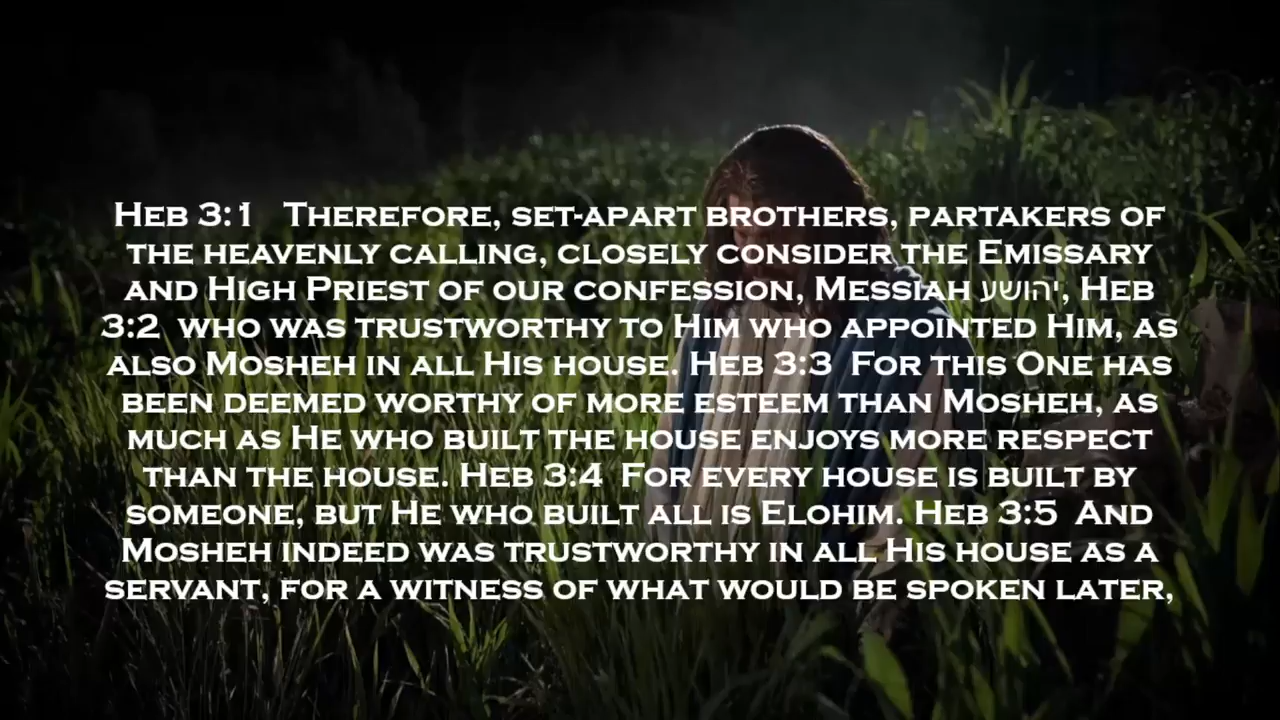 Heb 3:1 Therefore, set-apart brothers, partakers of
the heavenly calling, closely consider the Emissary
and High Priest of our confession, Messiah יהושע, Heb
3:2 who was trustworthy to Him who appointed Him, as
also Mosheh in all His house. Heb 3:3 For this One has
been deemed worthy of more esteem than Mosheh, as
much as He who built the house enjoys more respect
than the house. Heb 3:4 For every house is built by
someone, but He who built all is Elohim. Heb 3:5 And
Mosheh indeed was trustworthy in all His house as a
servant, for a witness of what would be spoken later,